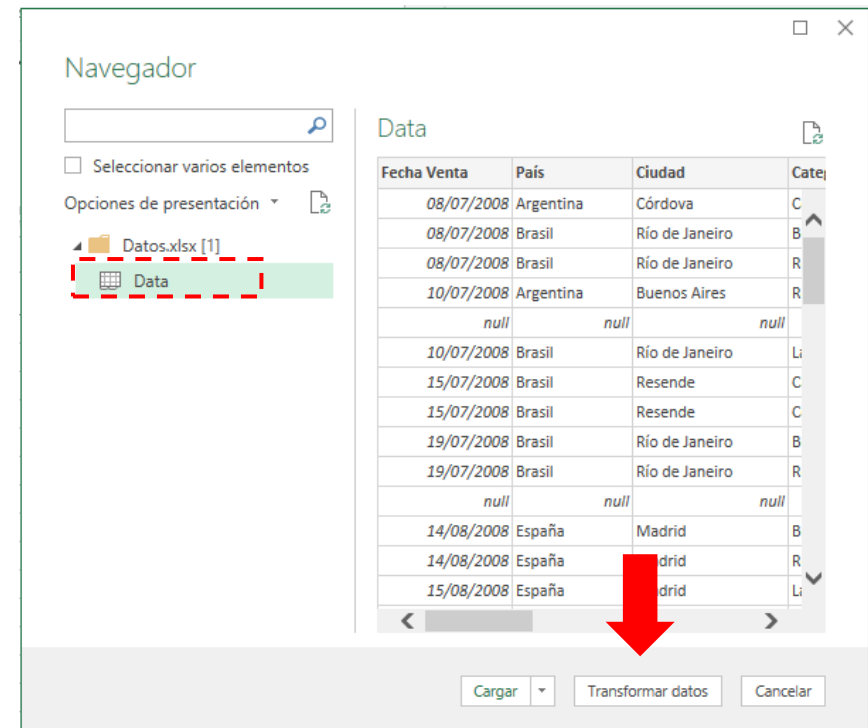 Navegador
Seleccionar varios elementos
Opciones de presentación
Datos.xlsx [1]
Data
Data
Fecha Venta País Ciudad
08/07/2008 Argentina Córdova C
08/07/2008 Brasil Río de Janeiro B
08/07/2008 Brasil Río de Janeiro R
10/07/2008 Argentina Buenos Aires R
null null null
10/07/2008 Brasil Río de Janeiro
15/07/2008 Brasil Resende C
15/07/2008 Brasil Resende C
19/07/2008 Brasil Río de Janeiro B
19/07/2008 Brasil Río de Janeiro R
null null null
14/08/2008 España Madrid B
14/08/2008 España R
15/08/2008 España
Cargar Transformar datos Cancelar